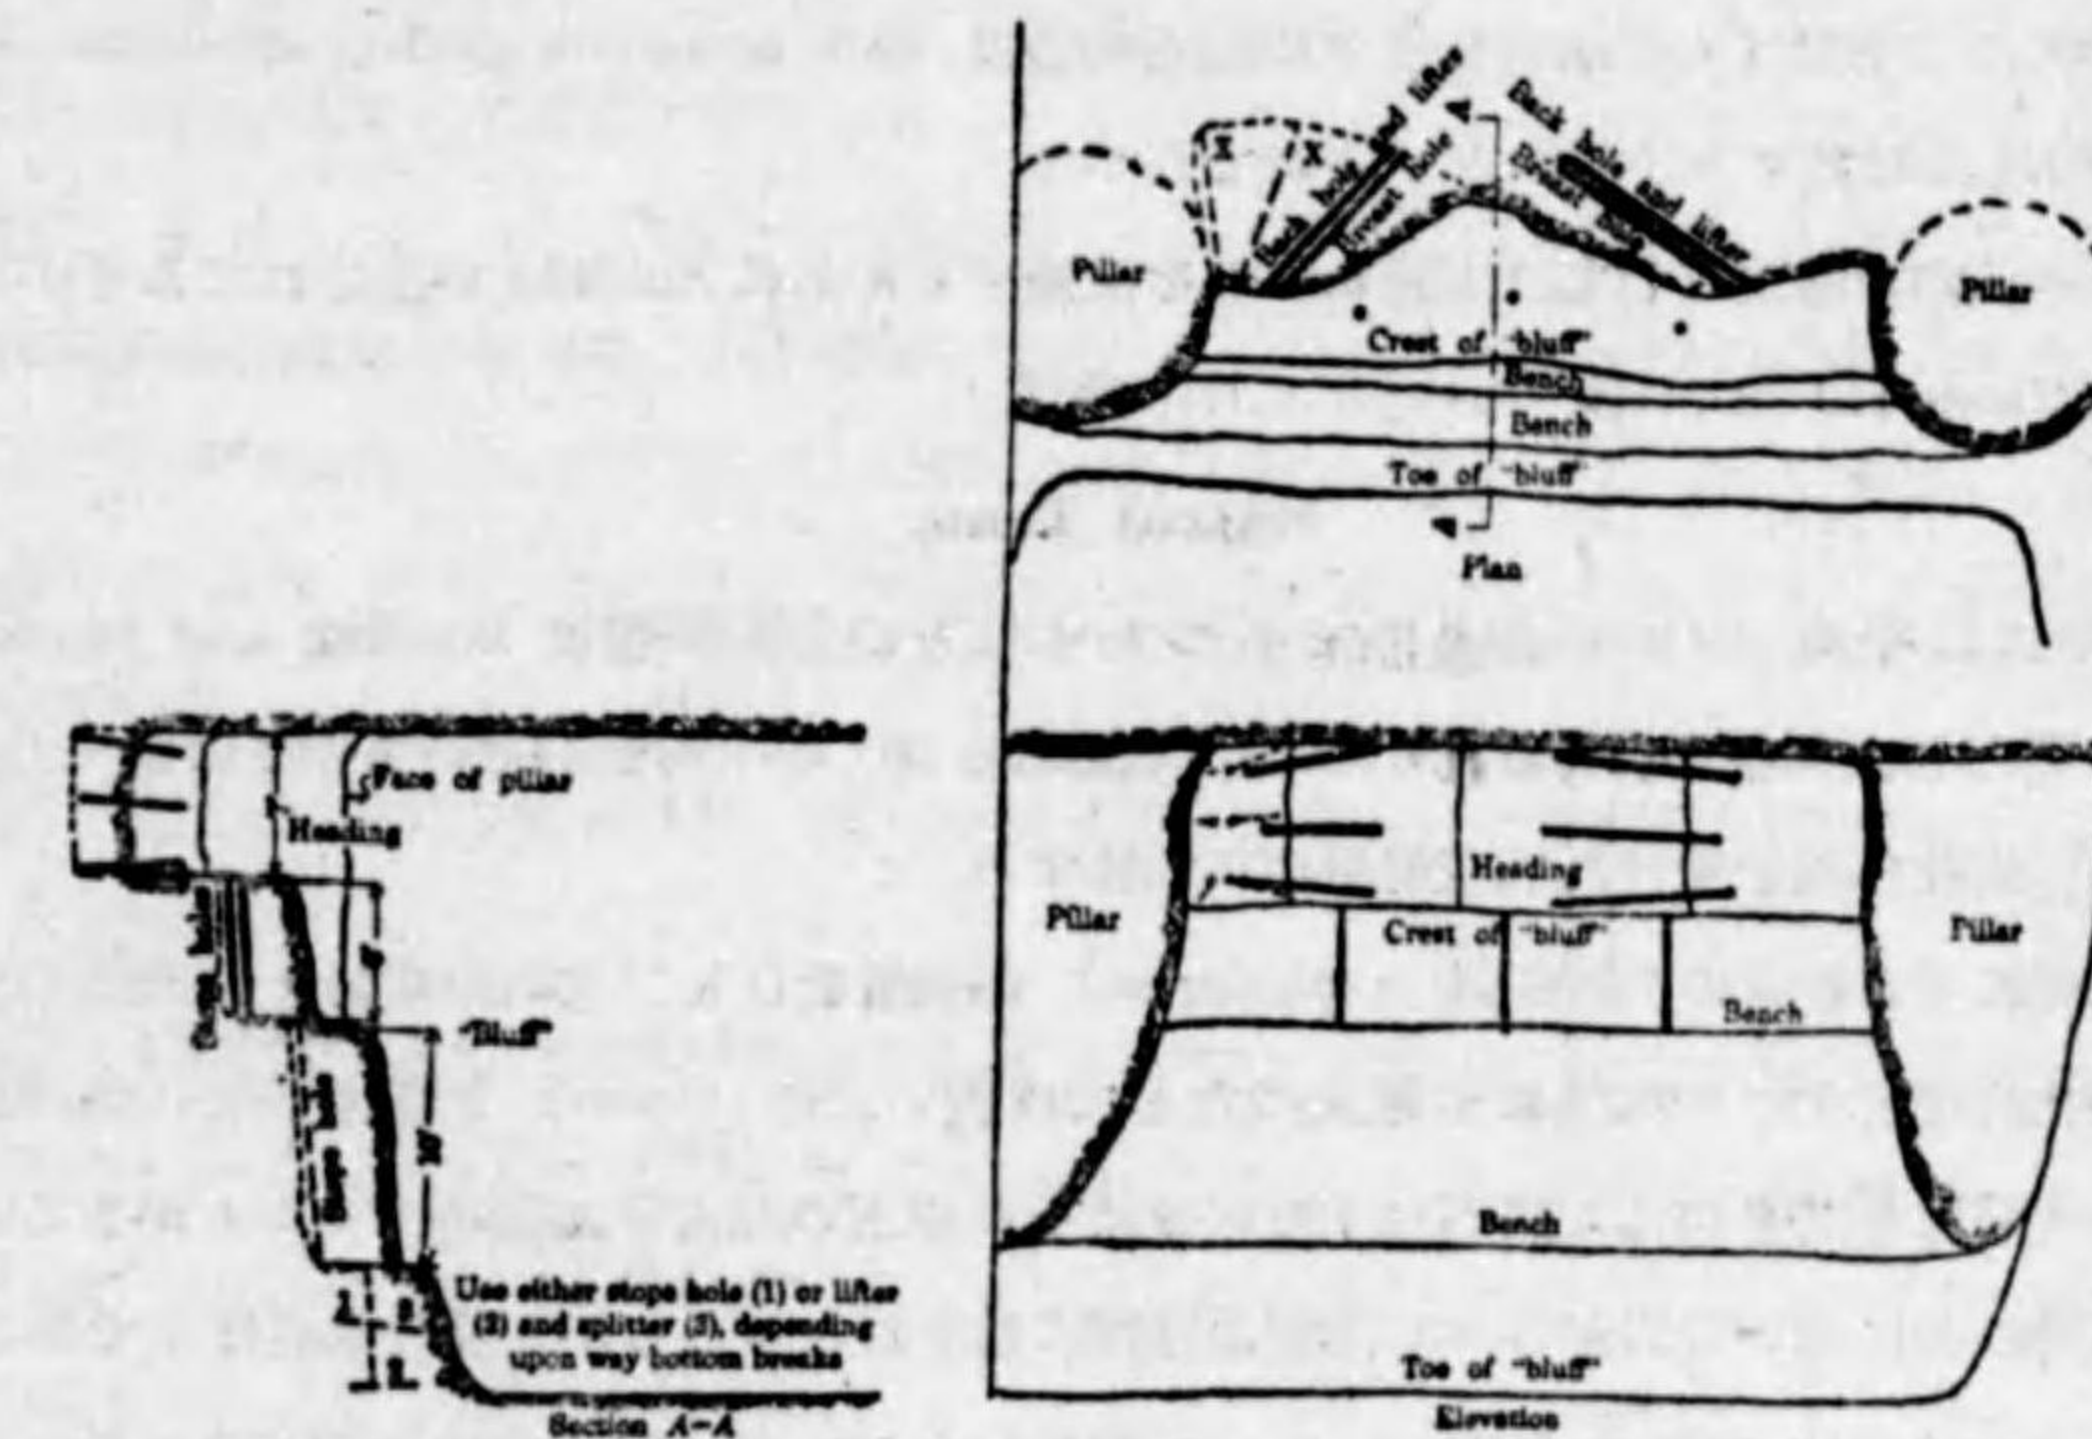 Back hole and lifter
Breast hole
Back hole and lifter
Breast hole
X X
Pillar
Pillar
Crest of "bluff"
Bench
Bench
Toe of "bluff"
Plan
Face of pillar
Heading
Stope holes
"Bluff"
Stope hole
Use either stope hole (1) or lifter
(2) and splitter (3), depending
upon way bottom breaks
Section A-A
Heading
Pillar
Crest of "bluff"
Pillar
Bench
Bench
Toe of "bluff"
Elevation